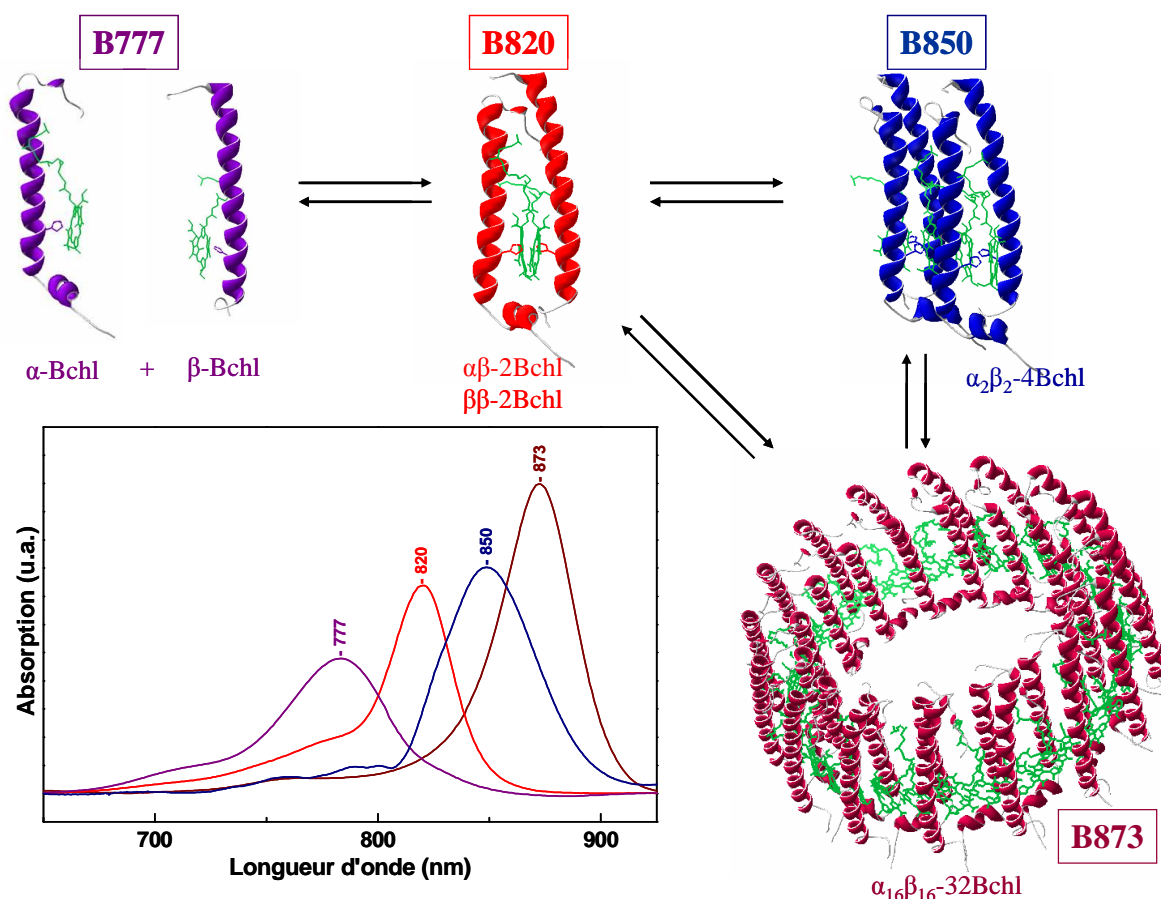 B777
B820
B850
α-Bchl + β-Bchl
αβ-2Bchl
ββ-2Bchl
α₂β₂-4Bchl
777
820
850
873
Absorption (u.a.)
700 800 900
Longueur d'onde (nm)
B873
α₁₆β₁₆-32Bchl